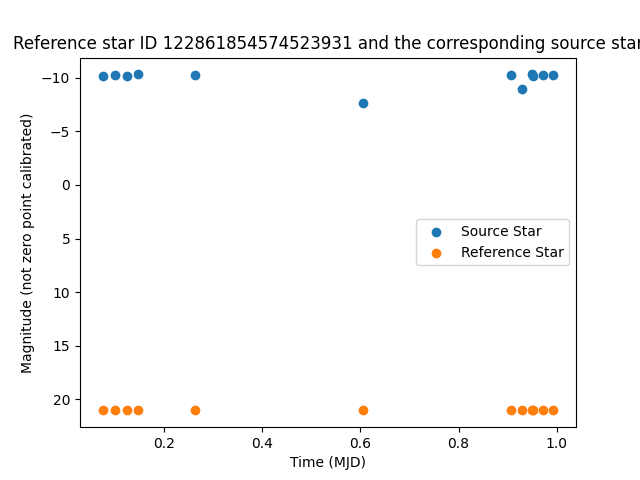 Reference star ID 122861854574523931 and the corresponding source star
−10
−5
0
5
10
15
20
Magnitude (not zero point calibrated)
Source Star
Reference Star
0.2
0.4
0.6
0.8
1.0
Time (MJD)